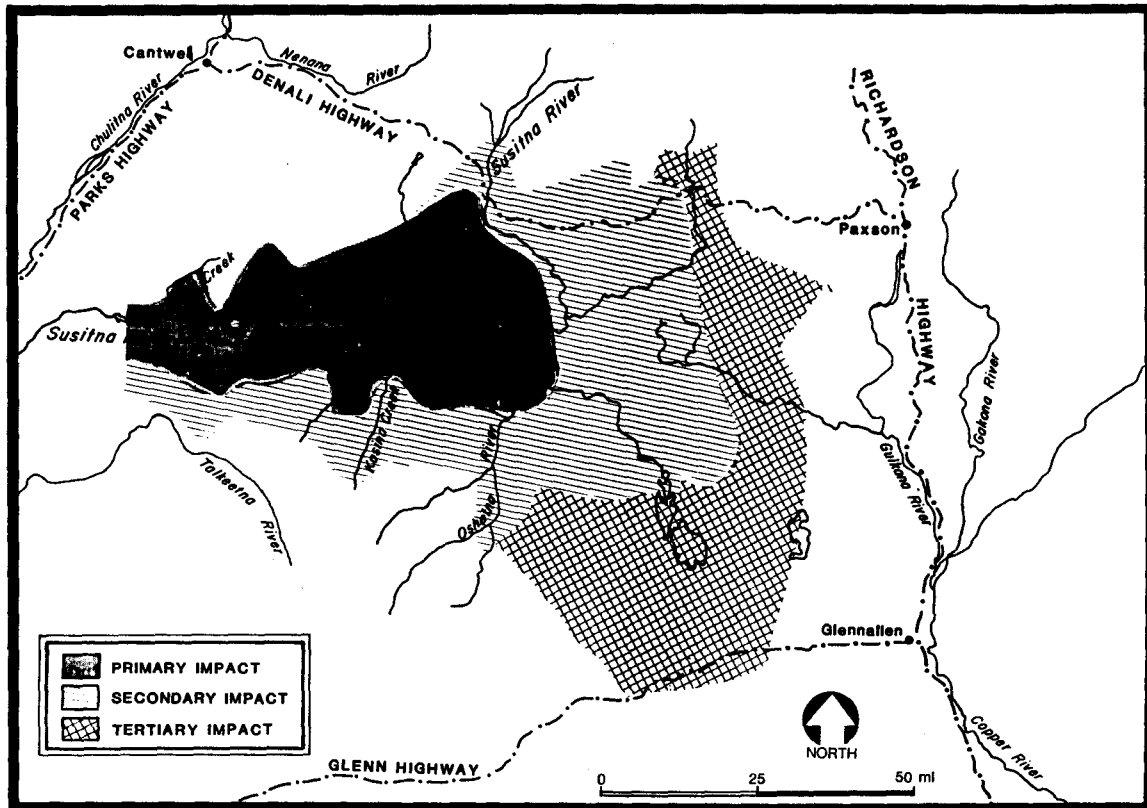 Cantwell
Nenana
River
DENALI HIGHWAY
Chulitna River
PARKS HIGHWAY
Susitna River
RICHARDSON
HIGHWAY
Paxson
Creek
Susitna
Kosina Creek
Oshetna
River
Talkeetna
River
Gulkana River
Gakona River
Glennallen
Copper River
GLENN HIGHWAY
PRIMARY IMPACT
SECONDARY IMPACT
TERTIARY IMPACT
NORTH
0 25 50 mi